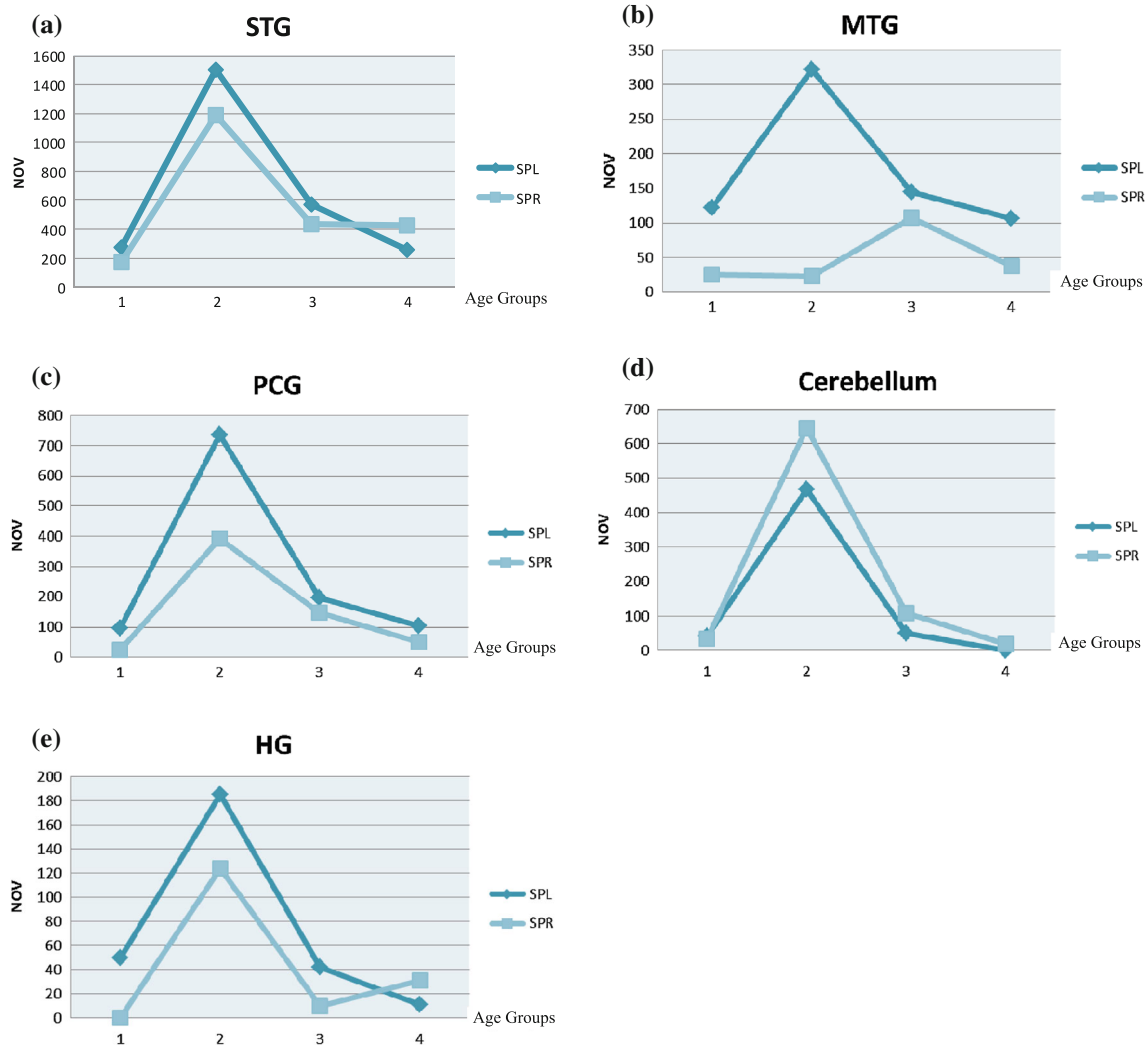 (a)
STG
1600
1400
1200
1000
800
600
400
200
0
NOV
1 2 3 4
Age Groups
SPL
SPR
(b)
MTG
350
300
250
200
150
100
50
0
NOV
1 2 3 4
Age Groups
SPL
SPR
(c)
PCG
800
700
600
500
400
300
200
100
0
NOV
1 2 3 4
Age Groups
SPL
SPR
(d)
Cerebellum
700
600
500
400
300
200
100
0
NOV
1 2 3 4
Age Groups
SPL
SPR
(e)
HG
200
180
160
140
120
100
80
60
40
20
0
NOV
1 2 3 4
Age Groups
SPL
SPR